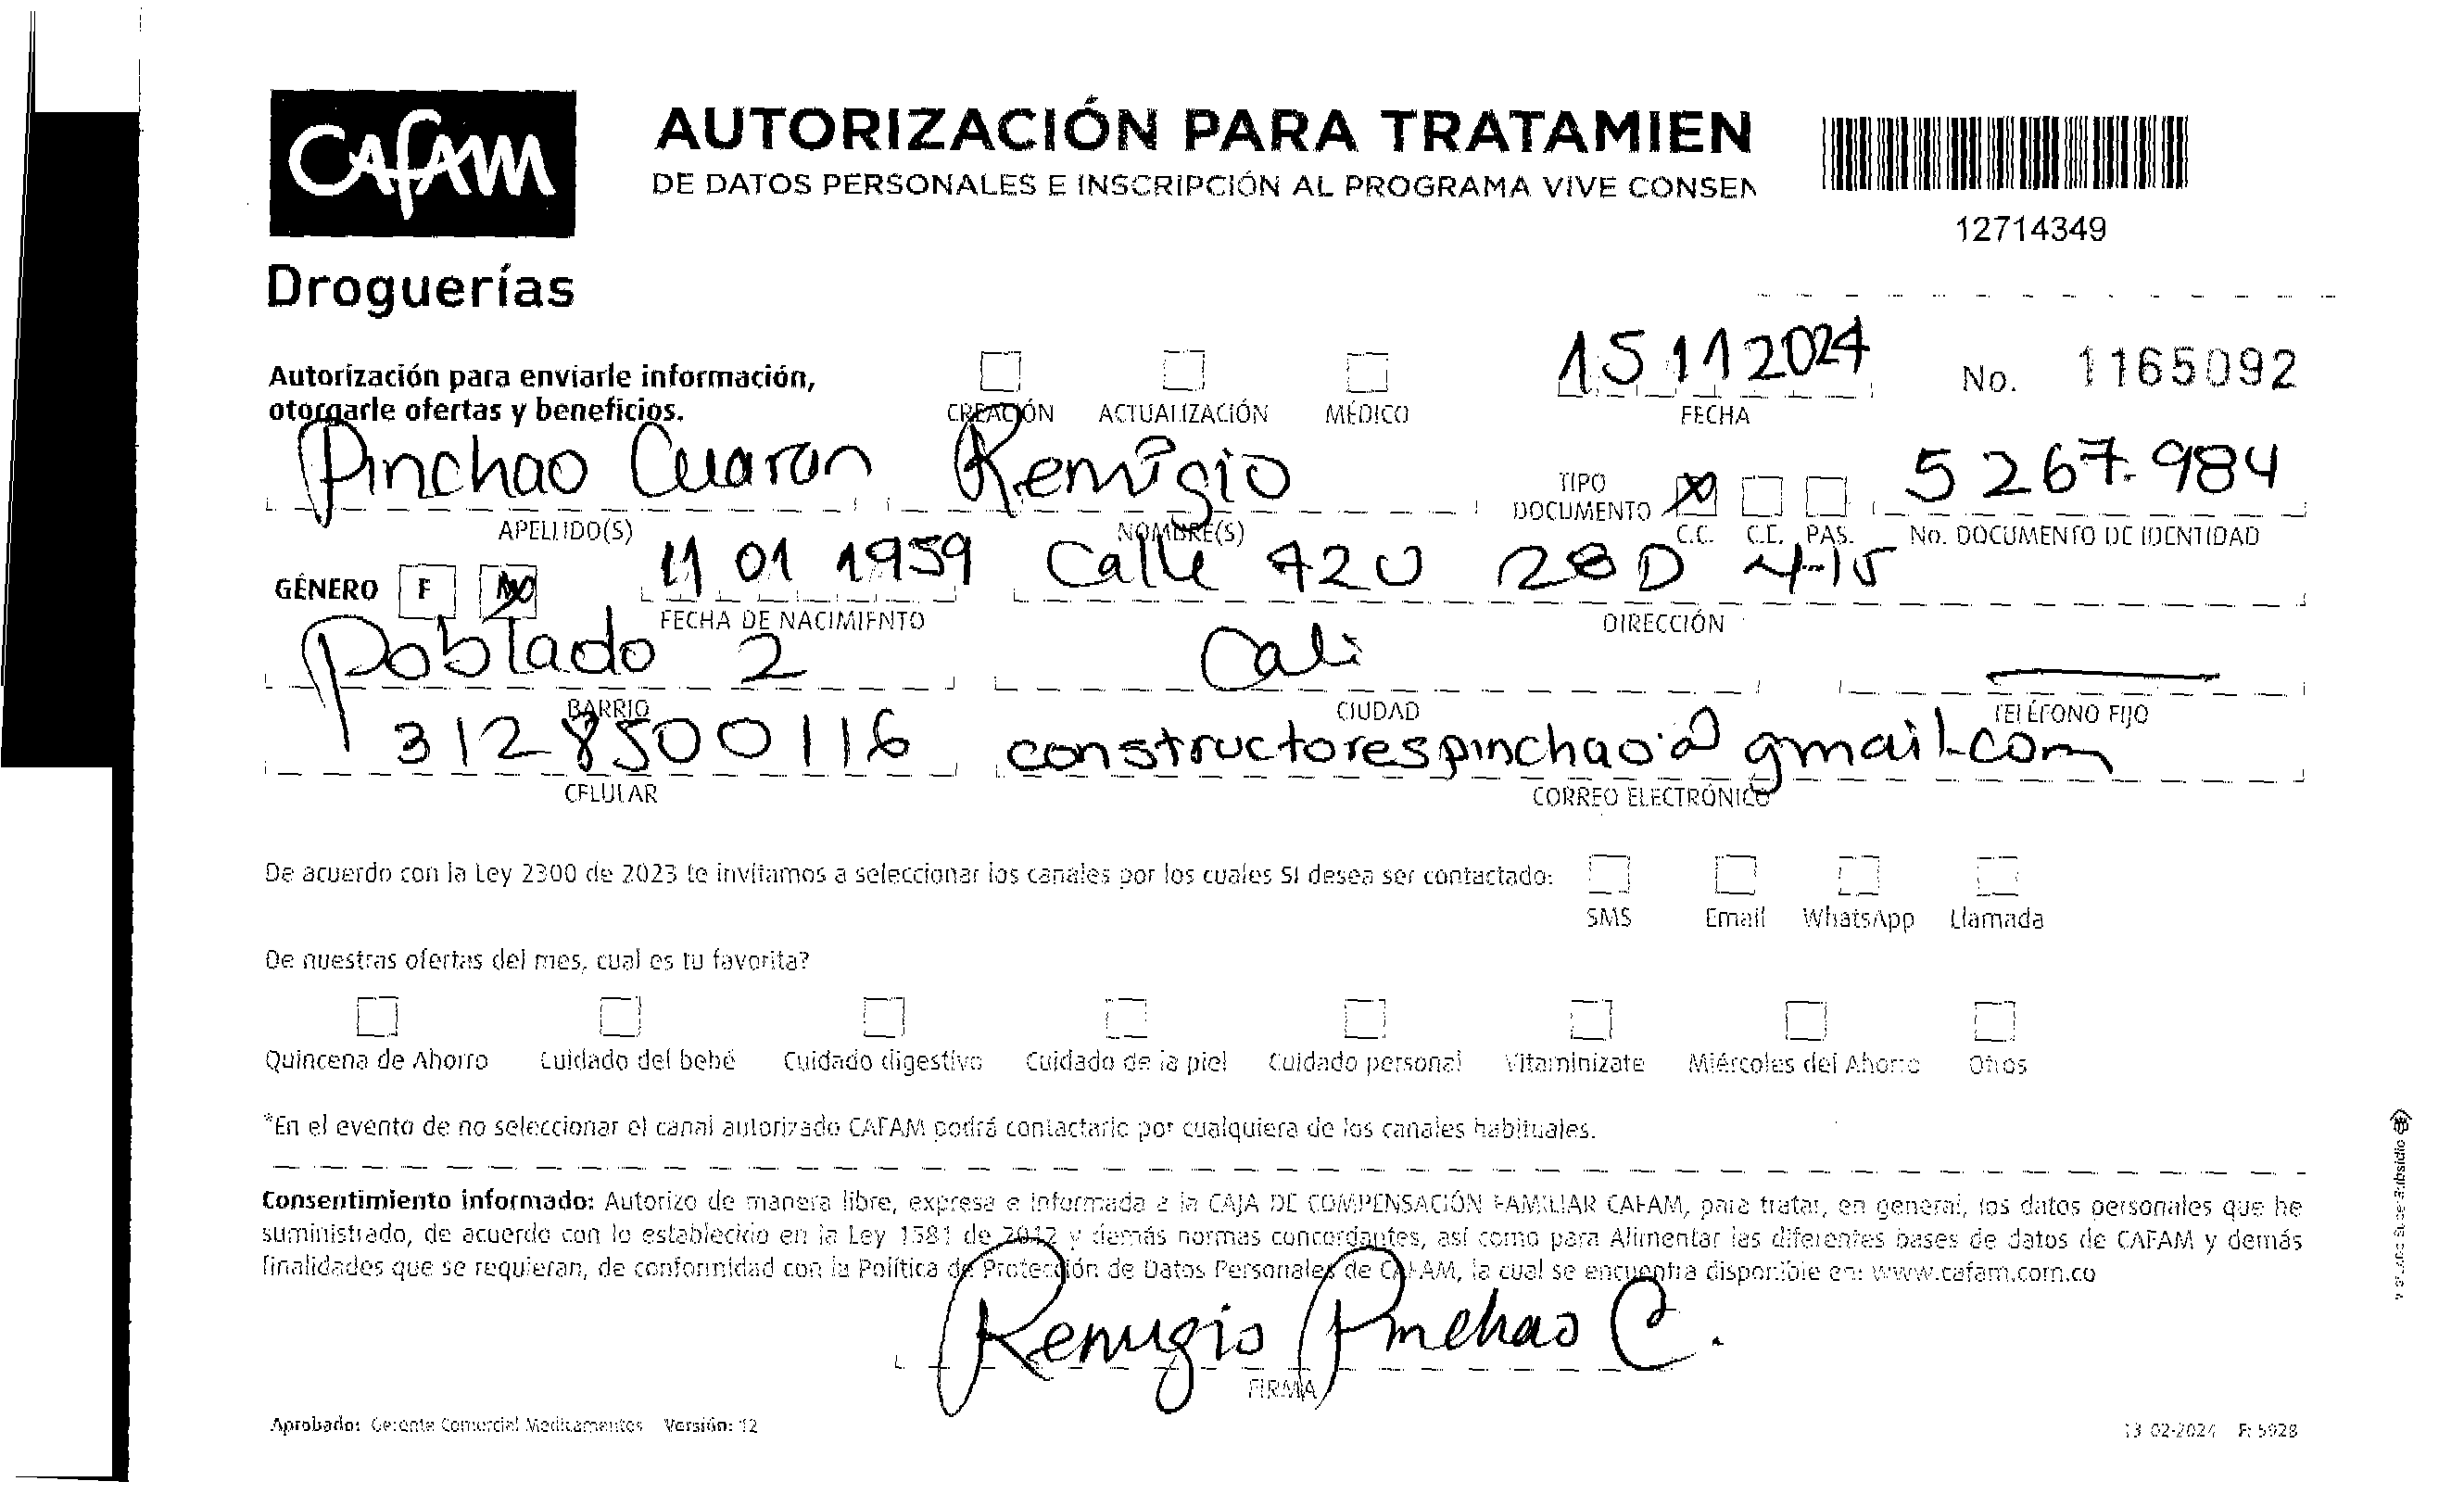 CAFAM
Droguerías
AUTORIZACIÓN PARA TRATAMIEN
DE DATOS PERSONALES E INSCRIPCIÓN AL PROGRAMA VIVE CONSEN
12714349
Autorización para enviarle información,
otorgarle ofertas y beneficios.
CREACIÓN ACTUALIZACIÓN MÉDICO
15 11 2024
FECHA
No. 1165092
Pinchao Cuaran Remigio
APELLIDO(S) NOMBRE(S)
TIPO DOCUMENTO C.C. C.E. PAS.
5 267.984
No. DOCUMENTO DE IDENTIDAD
GÉNERO F
11 01 1959 Calle 72U 28D 4-15
FECHA DE NACIMIENTO DIRECCIÓN
Poblado 2 Cali
BARRIO CIUDAD TELÉFONO FIJO
3128500116 constructorespinchao@gmail.com
CELULAR CORREO ELECTRÓNICO
De acuerdo con la Ley 2300 de 2023 te invitamos a seleccionar los canales por los cuales SI desea ser contactado:
SMS Email WhatsApp Llamada
De nuestras ofertas del mes, cual es tu favorita?
Quincena de Ahorro Cuidado del bebé Cuidado digestivo Cuidado de la piel Cuidado personal Vitaminízate Miércoles del Ahorro Otros
*En el evento de no seleccionar el canal autorizado CAFAM podrá contactarlo por cualquiera de los canales habituales.
Consentimiento informado: Autorizo de manera libre, expresa e informada a la CAJA DE COMPENSACIÓN FAMILIAR CAFAM, para tratar, en general, los datos personales que he
suministrado, de acuerdo con lo establecido en la Ley 1581 de 2012 y demás normas concordantes, así como para Alimentar las diferentes bases de datos de CAFAM y demás
finalidades que se requieran, de conformidad con la Política de Protección de Datos Personales de CAFAM, la cual se encuentra disponible en: www.cafam.com.co
Remigio Pinchao C.
FIRMA
Aprobado: Gerente Comercial Medicamentos Versión: 12
13-02-2024 F: 5928